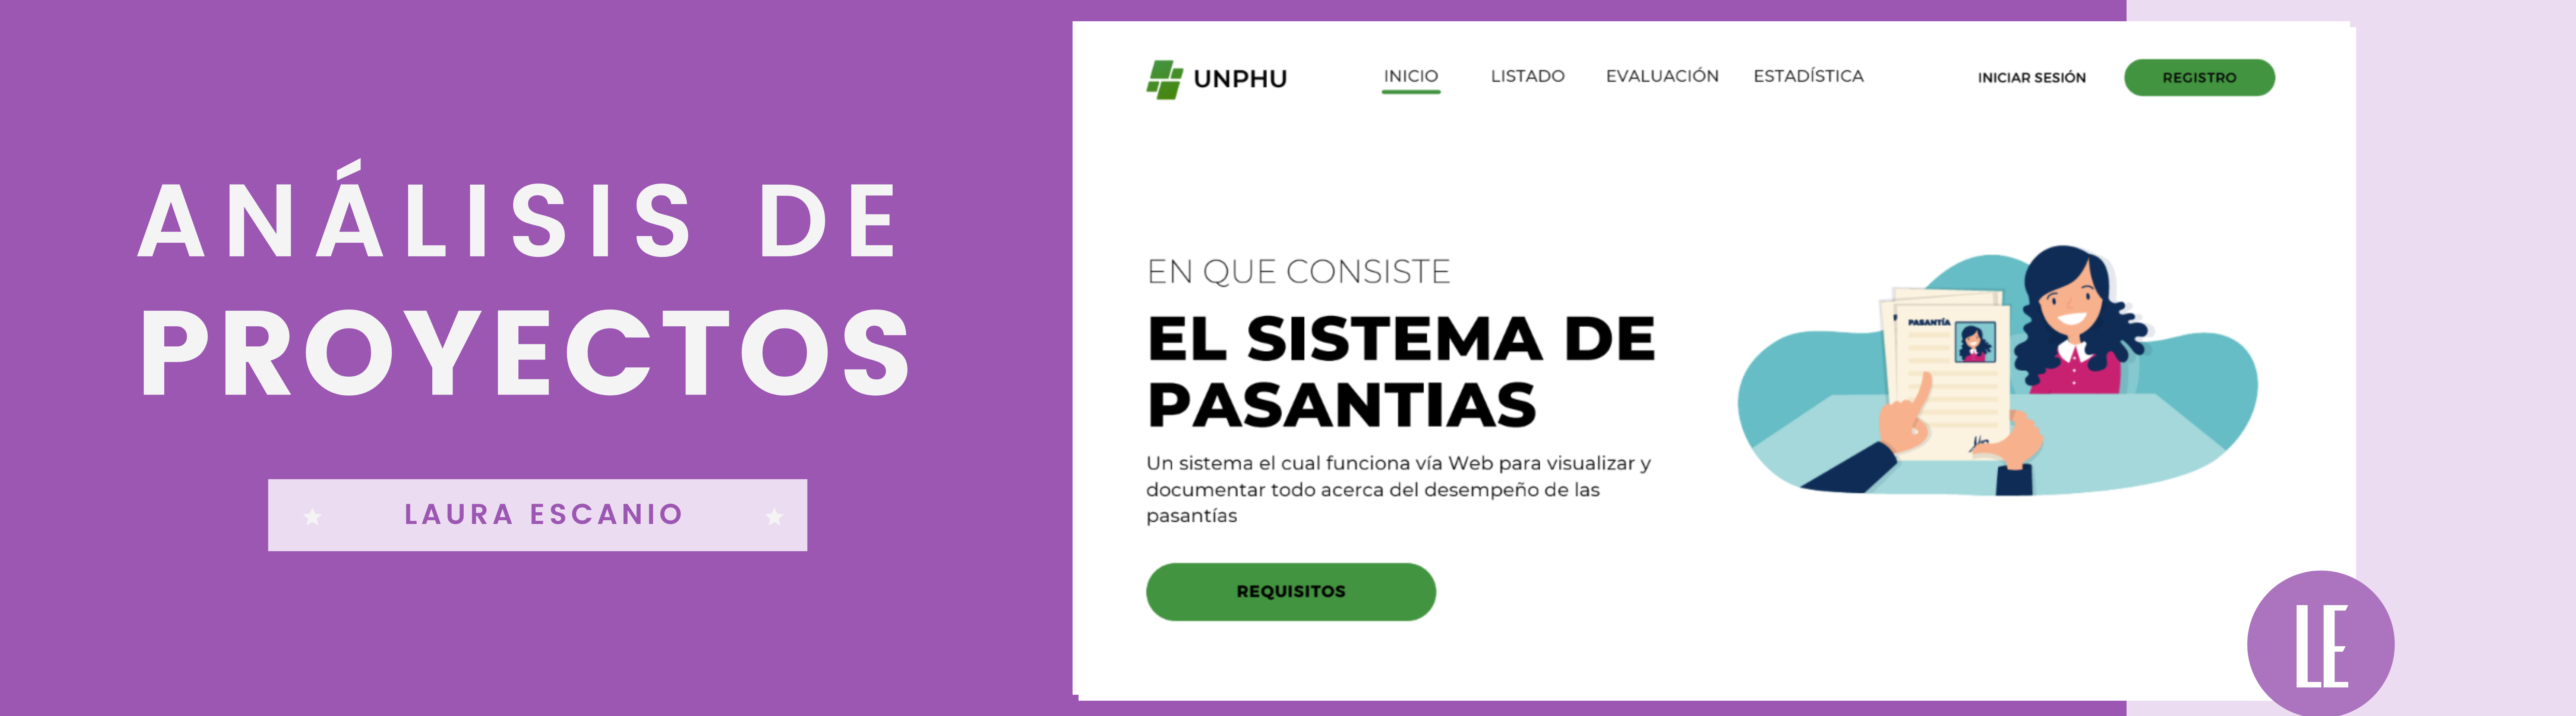 ANÁLISIS DE
PROYECTOS
LAURA ESCANIO
UNPHU
INICIO
LISTADO
EVALUACIÓN
ESTADÍSTICA
INICIAR SESIÓN
REGISTRO
EN QUE CONSISTE
EL SISTEMA DE
PASANTIAS
Un sistema el cual funciona vía Web para visualizar y
documentar todo acerca del desempeño de las
pasantías
REQUISITOS
PASANTÍA
LE